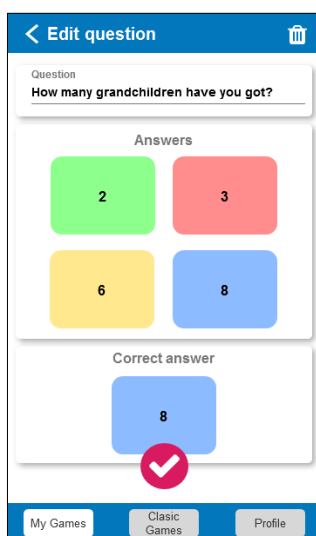 Edit question
Question
How many grandchildren have you got?
Answers
2
3
6
8
Correct answer
8
My Games
Clasic
Games
Profile